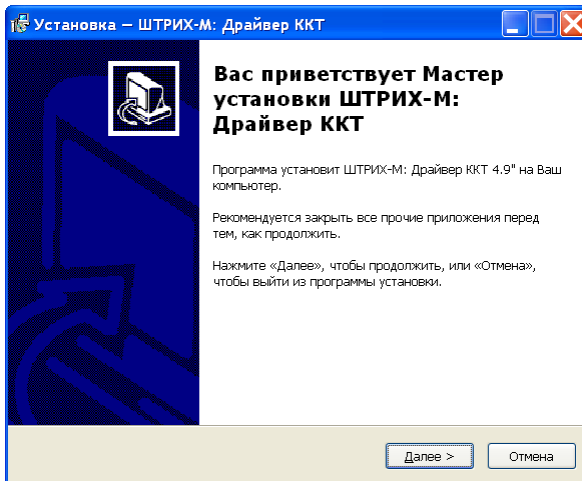 Установка — ШТРИХ-М: Драйвер ККТ
Вас приветствует Мастер
установки ШТРИХ-М:
Драйвер ККТ
Программа установит ШТРИХ-М: Драйвер ККТ 4.9" на Ваш
компьютер.
Рекомендуется закрыть все прочие приложения перед
тем, как продолжить.
Нажмите «Далее», чтобы продолжить, или «Отмена»,
чтобы выйти из программы установки.
Далее >
Отмена